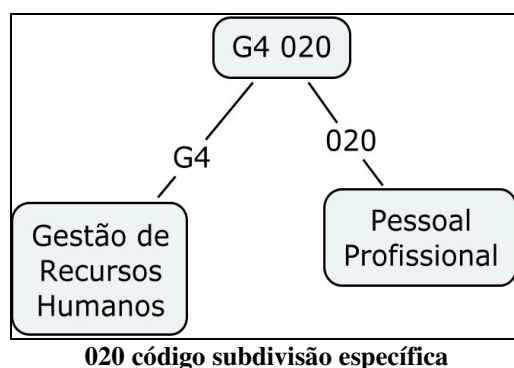 G4 020
G4
020
Gestão de
Recursos
Humanos
Pessoal
Profissional
020 código subdivisão específica